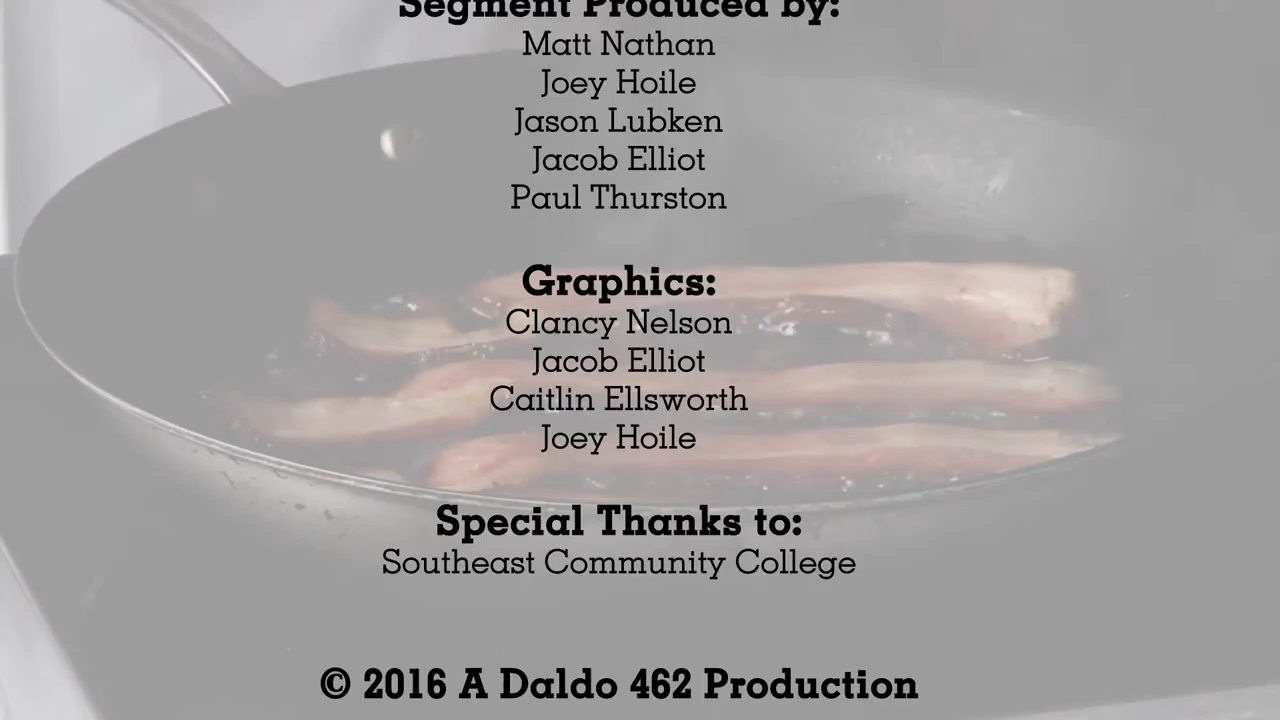 Segment Produced by:
Matt Nathan
Joey Hoile
Jason Lubken
Jacob Elliot
Paul Thurston
Graphics:
Clancy Nelson
Jacob Elliot
Caitlin Ellsworth
Joey Hoile
Special Thanks to:
Southeast Community College
© 2016 A Daldo 462 Production